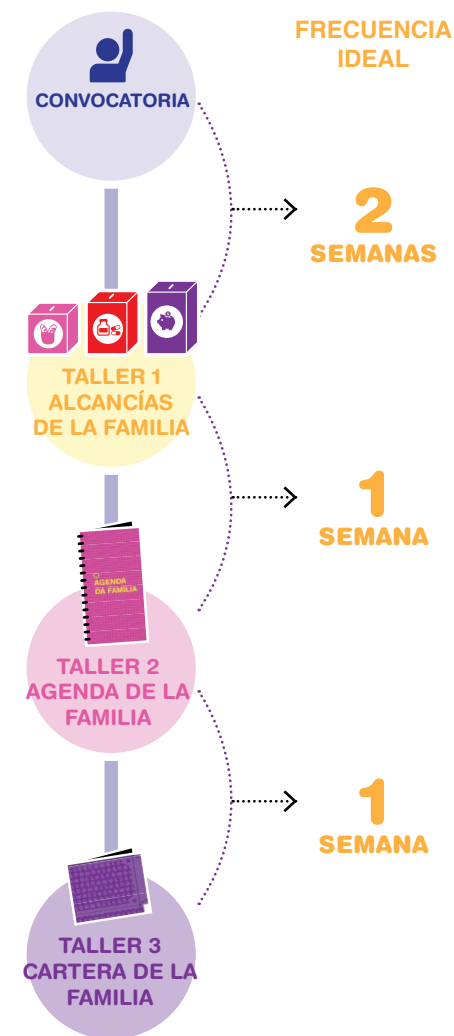 FRECUENCIA
IDEAL
CONVOCATORIA
2
SEMANAS
TALLER 1
ALCANCÍAS
DE LA FAMILIA
1
SEMANA
AGENDA
DA FAMÍLIA
TALLER 2
AGENDA DE LA
FAMILIA
1
SEMANA
TALLER 3
CARTERA DE LA
FAMILIA